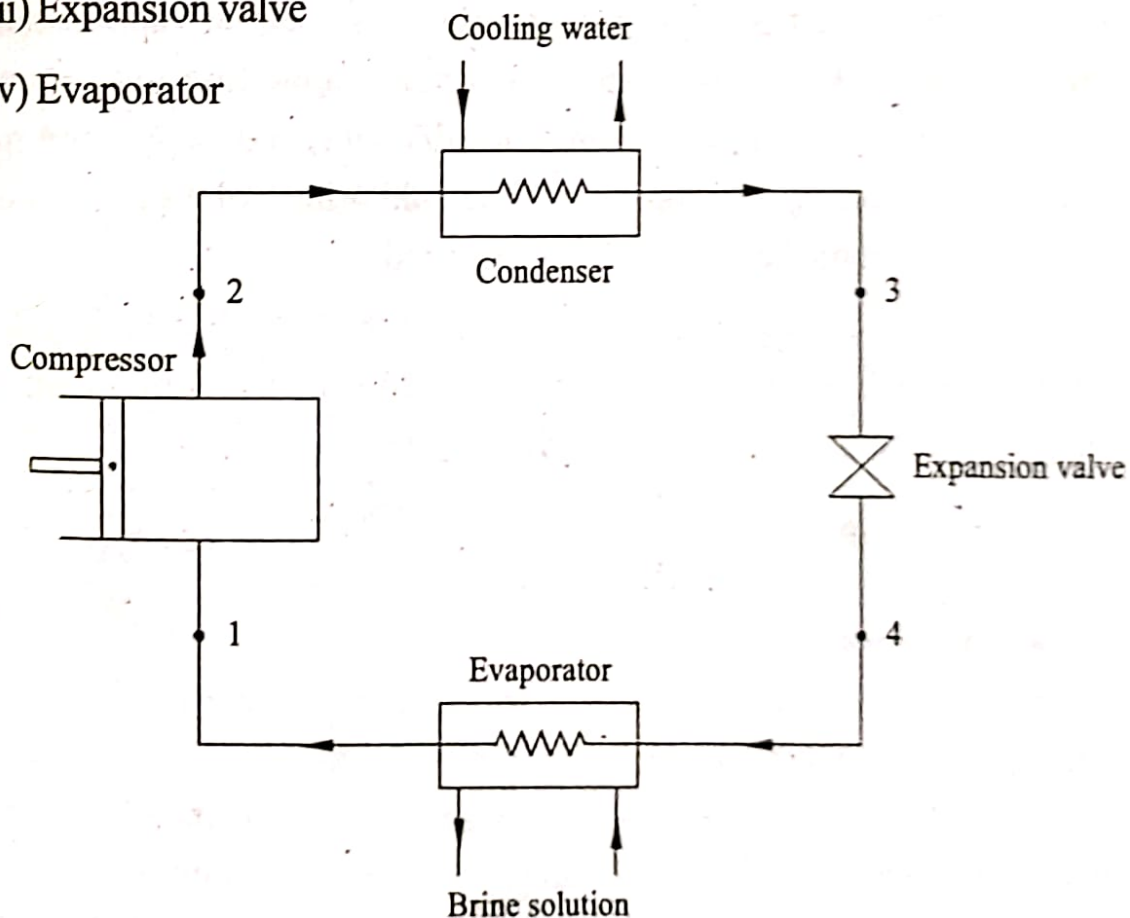 ii) Expansion valve
v) Evaporator
Cooling water
Condenser
2
3
Compressor
Expansion valve
1
4
Evaporator
Brine solution